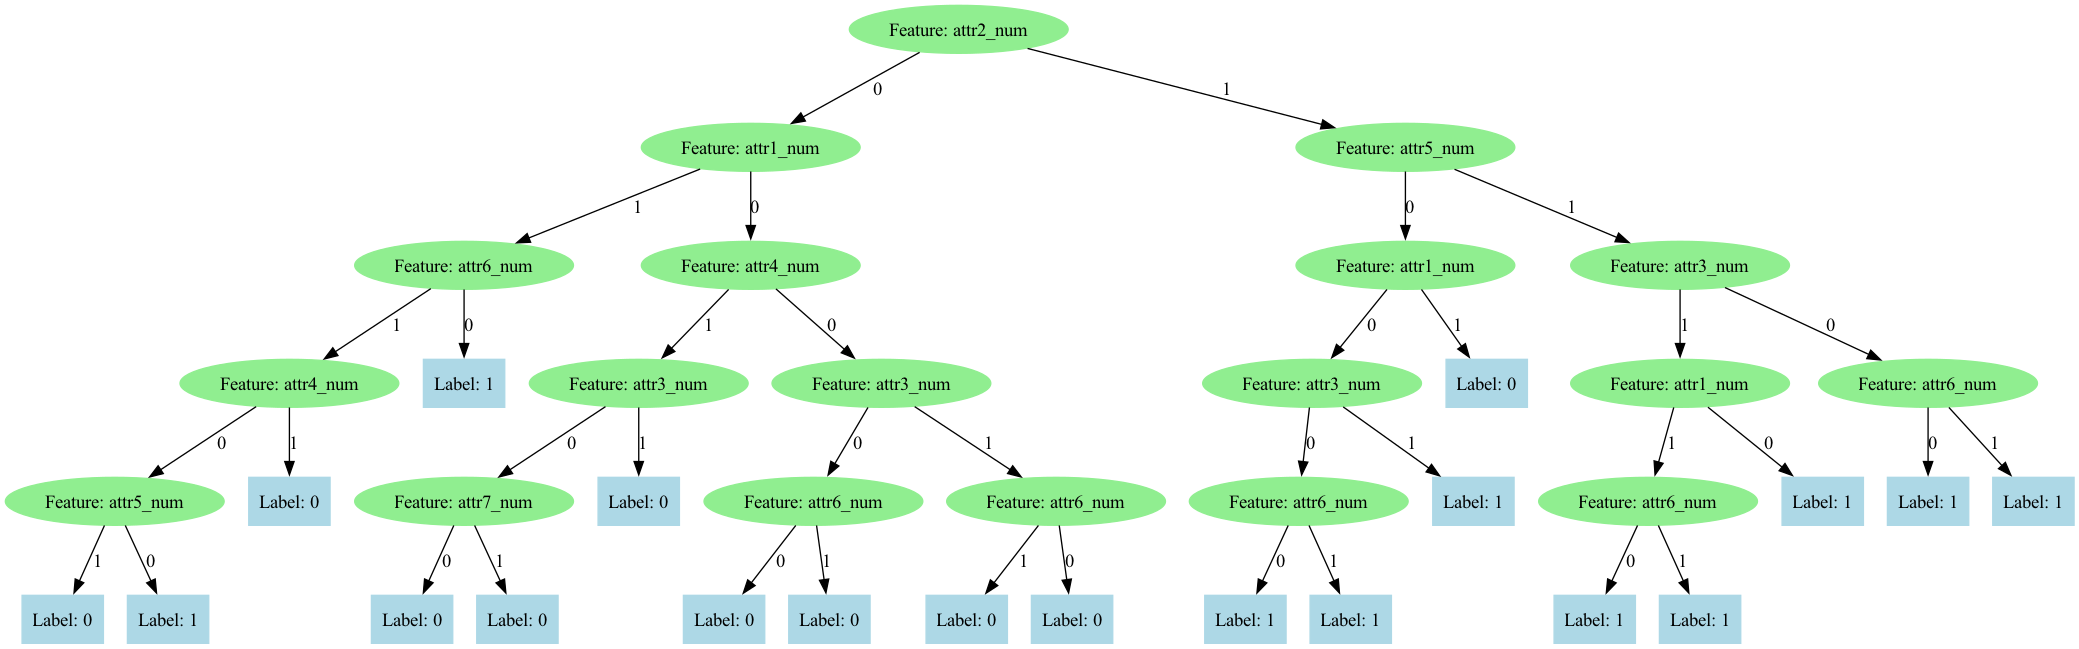 Feature: attr2_num
0
1
Feature: attr1_num
Feature: attr5_num
1
0
0
1
Feature: attr6_num
Feature: attr4_num
Feature: attr1_num
Feature: attr3_num
1
0
1
0
0
1
1
0
Feature: attr4_num
Label: 1
Feature: attr3_num
Feature: attr3_num
Feature: attr3_num
Label: 0
Feature: attr1_num
Feature: attr6_num
0
1
0
1
0
1
0
1
1
0
0
1
Feature: attr5_num
Label: 0
Feature: attr7_num
Label: 0
Feature: attr6_num
Feature: attr6_num
Feature: attr6_num
Label: 1
Feature: attr6_num
Label: 1
Label: 1
Label: 1
1
0
0
1
0
1
1
0
0
1
0
1
Label: 0
Label: 1
Label: 0
Label: 0
Label: 0
Label: 0
Label: 0
Label: 0
Label: 1
Label: 1
Label: 1
Label: 1